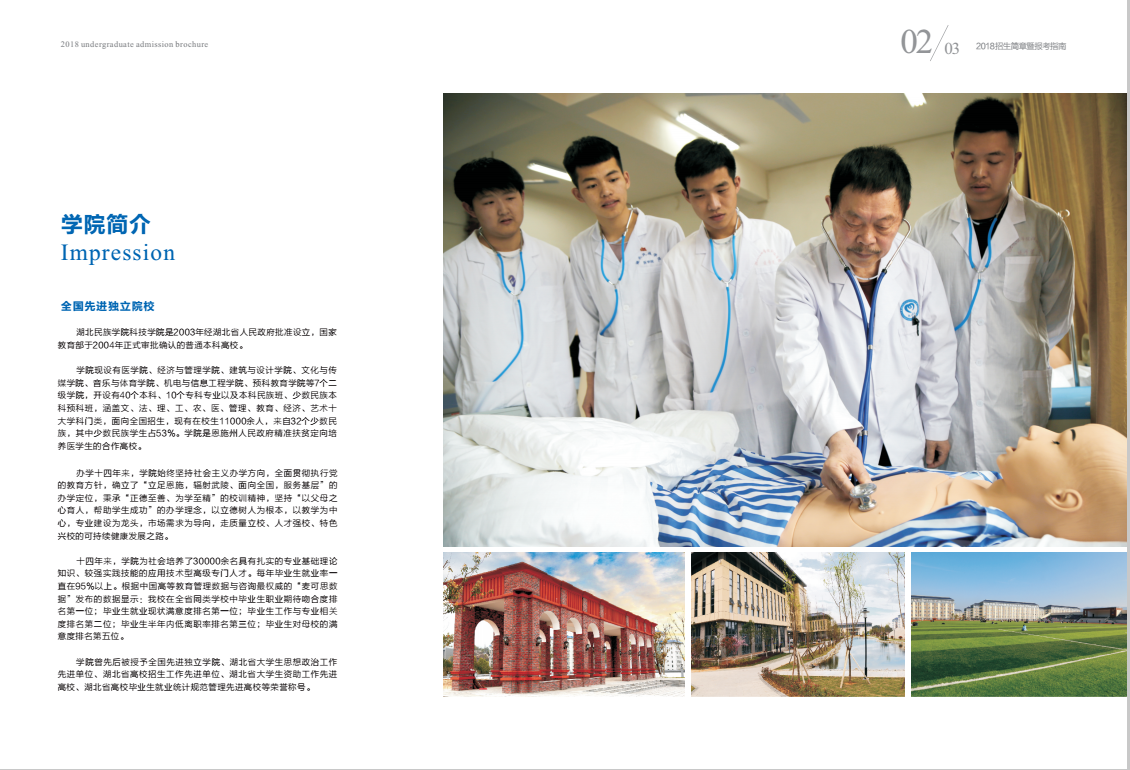 2018 undergraduate admission brochure
02/03
2018招生简章暨报考指南
学院简介
Impression
全国先进独立院校
湖北民族学院科技学院是2003年经湖北省人民政府批准设立，国家
教育部于2004年正式审批确认的普通本科高校。
学院现设有医学院、经济与管理学院、建筑与设计学院、文化与传
媒学院、音乐与体育学院、机电与信息工程学院、预科教育学院等7个二
级学院，开设有40个本科、10个专科专业以及本科民族班、少数民族本
科预科班，涵盖文、法、理、工、农、医、管理、教育、经济、艺术十
大学科门类，面向全国招生，现有在校生11000余人，来自32个少数民
族，其中少数民族学生占53%。学院是恩施州人民政府精准扶贫定向培
养医学生的合作高校。
办学十四年来，学院始终坚持社会主义办学方向，全面贯彻执行党
的教育方针，确立了“立足恩施，辐射武陵、面向全国，服务基层”的
办学定位，秉承“正德至善、为学至精”的校训精神，坚持“以父母之
心育人，帮助学生成功”的办学理念，以立德树人为根本，以教学为中
心，专业建设为龙头，市场需求为导向，走质量立校、人才强校、特色
兴校的可持续健康发展之路。
十四年来，学院为社会培养了30000余名具有扎实的专业基础理论
知识、较强实践技能的应用技术型高级专门人才。每年毕业生就业率一
直在95%以上。根据中国高等教育管理数据与咨询最权威的“麦可思数
据”发布的数据显示：我校在全省同类学校中毕业生职业期待吻合度排
名第一位；毕业生就业现状满意度排名第一位；毕业生工作与专业相关
度排名第二位；毕业生半年内低离职率排名第三位；毕业生对母校的满
意度排名第五位。
学院曾先后被授予全国先进独立学院、湖北省大学生思想政治工作
先进单位、湖北省高校招生工作先进单位、湖北省大学生资助工作先进
高校、湖北省高校毕业生就业统计规范管理先进高校等荣誉称号。